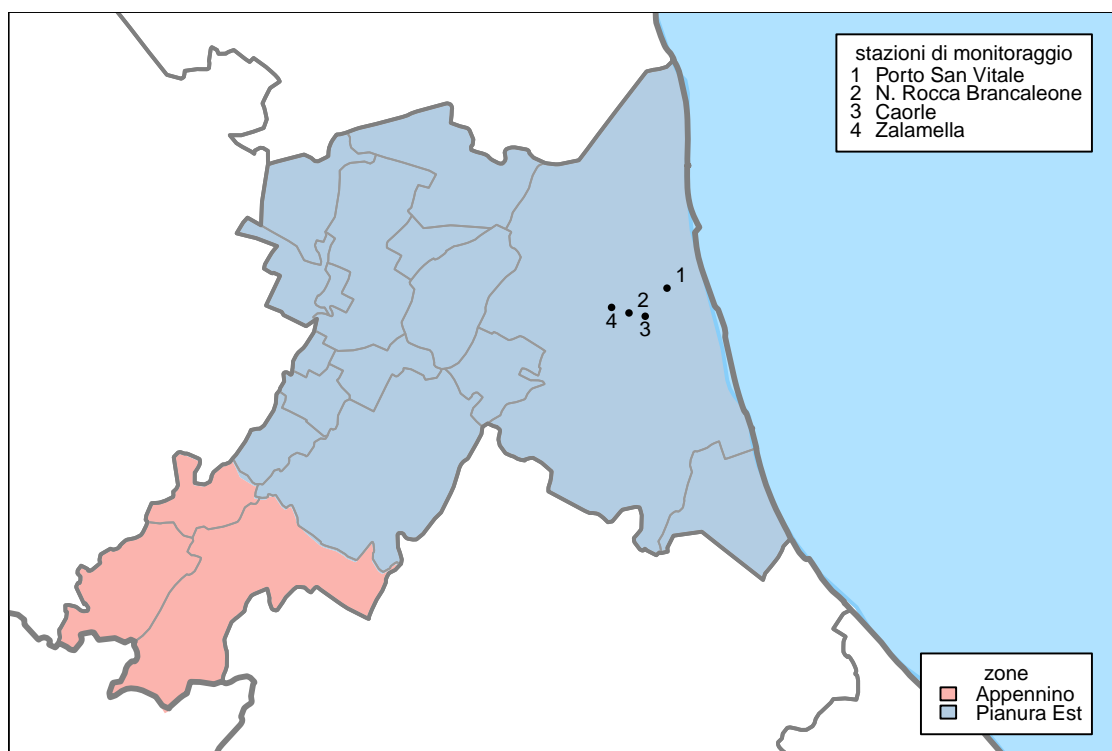 stazioni di monitoraggio
1 Porto San Vitale
2 N. Rocca Brancaleone
3 Caorle
4 Zalamella
1
2
4
3
zone
Appennino
Pianura Est